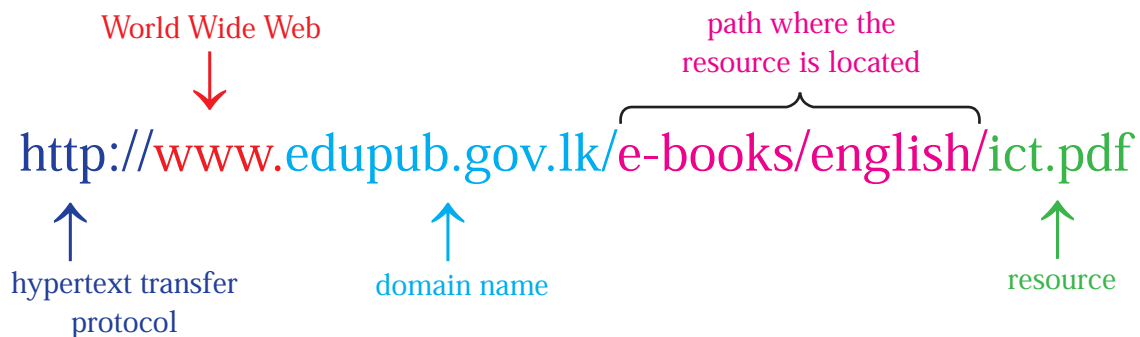 World Wide Web
path where the
resource is located
http://www.edupub.gov.lk/e-books/english/ict.pdf
hypertext transfer
protocol
domain name
resource